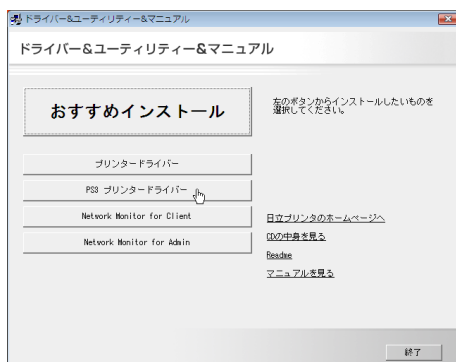 ドライバー&ユーティリティー&マニュアル
ドライバー&ユーティリティー&マニュアル
おすすめインストール
左のボタンからインストールしたいものを
選択してください。
プリンタードライバー
PS3 プリンタードライバー
Network Monitor for Client
Network Monitor for Admin
日立プリンタのホームページへ
CDの中身を見る
Readme
マニュアルを見る
終了